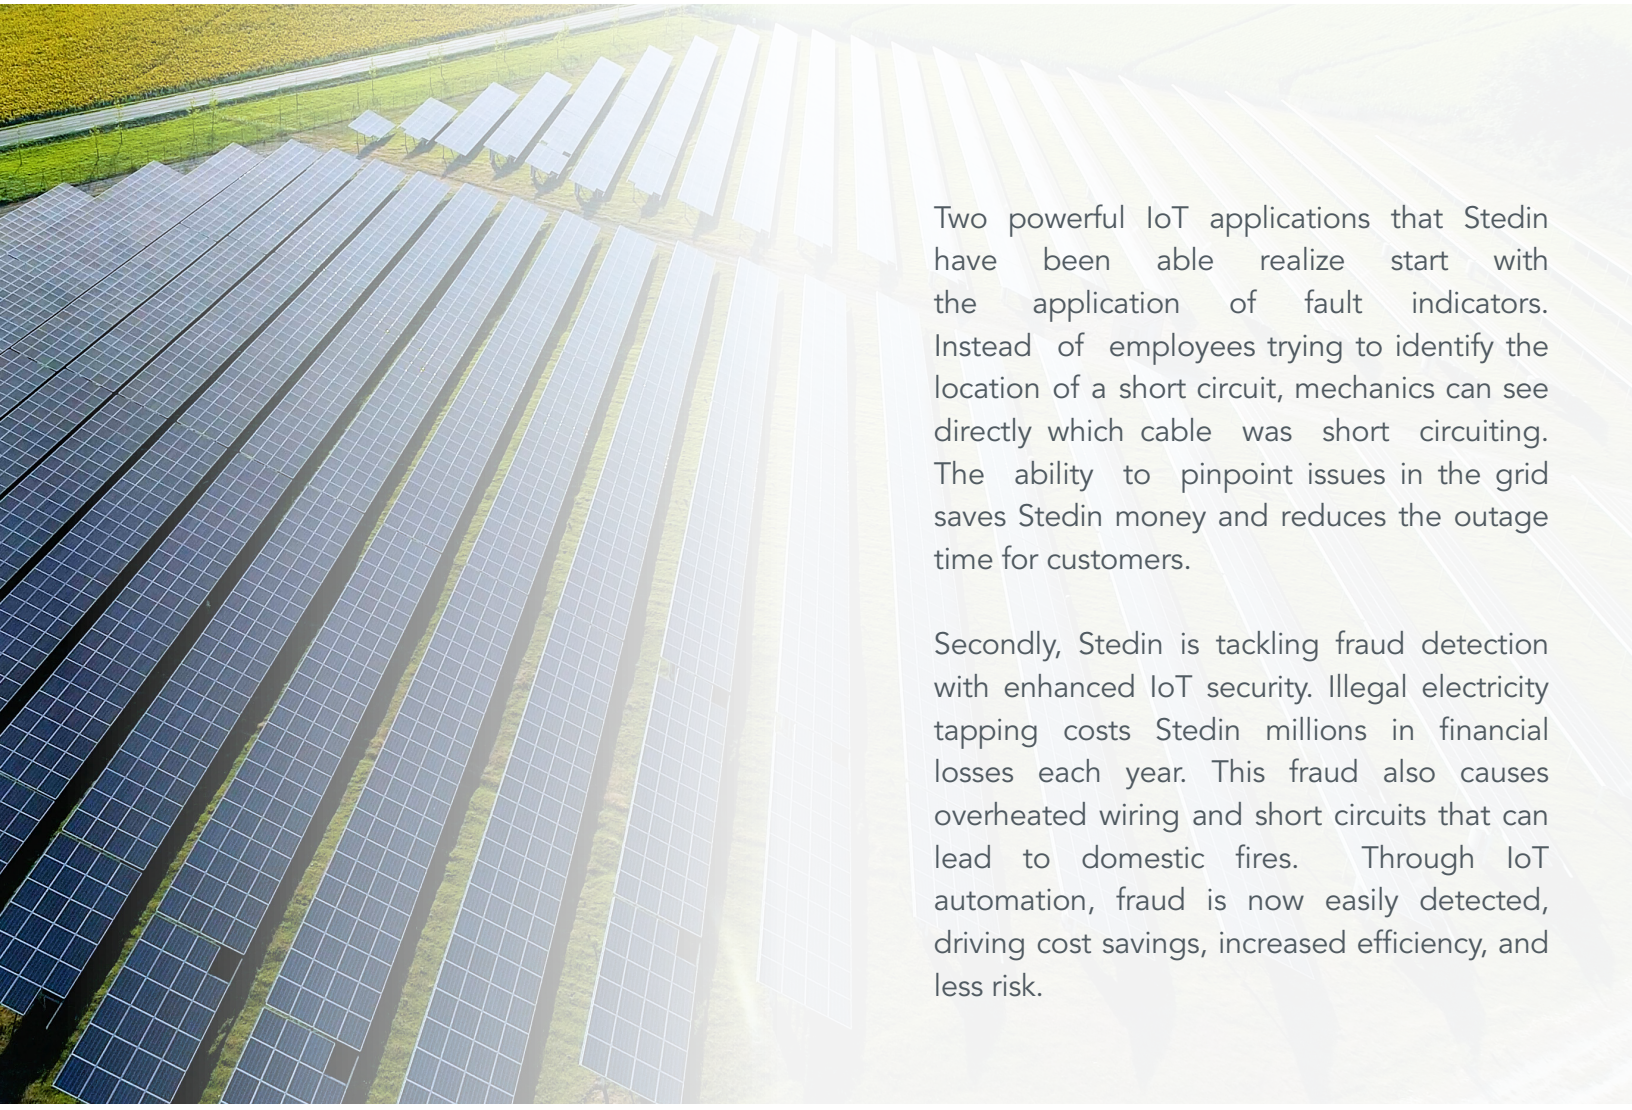 Two powerful IoT applications that Stedin
have been able realize start with
the application of fault indicators.
Instead of employees trying to identify the
location of a short circuit, mechanics can see
directly which cable was short circuiting.
The ability to pinpoint issues in the grid
saves Stedin money and reduces the outage
time for customers.
Secondly, Stedin is tackling fraud detection
with enhanced IoT security. Illegal electricity
tapping costs Stedin millions in financial
losses each year. This fraud also causes
overheated wiring and short circuits that can
lead to domestic fires. Through IoT
automation, fraud is now easily detected,
driving cost savings, increased efficiency, and
less risk.